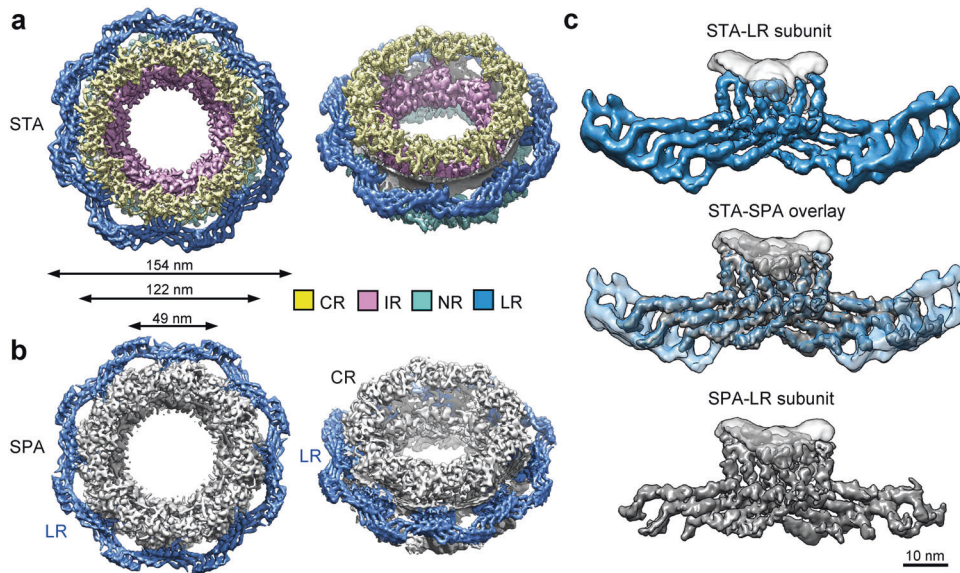 a
STA
154 nm
122 nm
49 nm
CR IR NR LR
b
SPA
LR
CR
LR
c
STA-LR subunit
STA-SPA overlay
SPA-LR subunit
10 nm